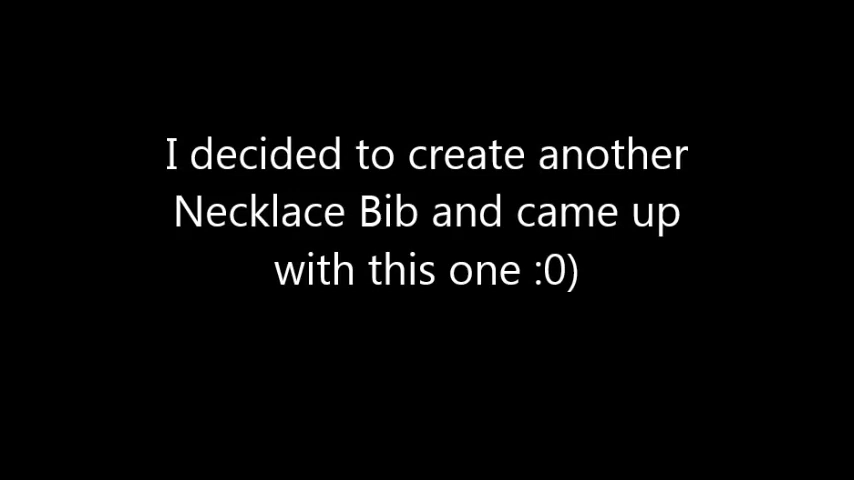 I decided to create another
Necklace Bib and came up
with this one :0)